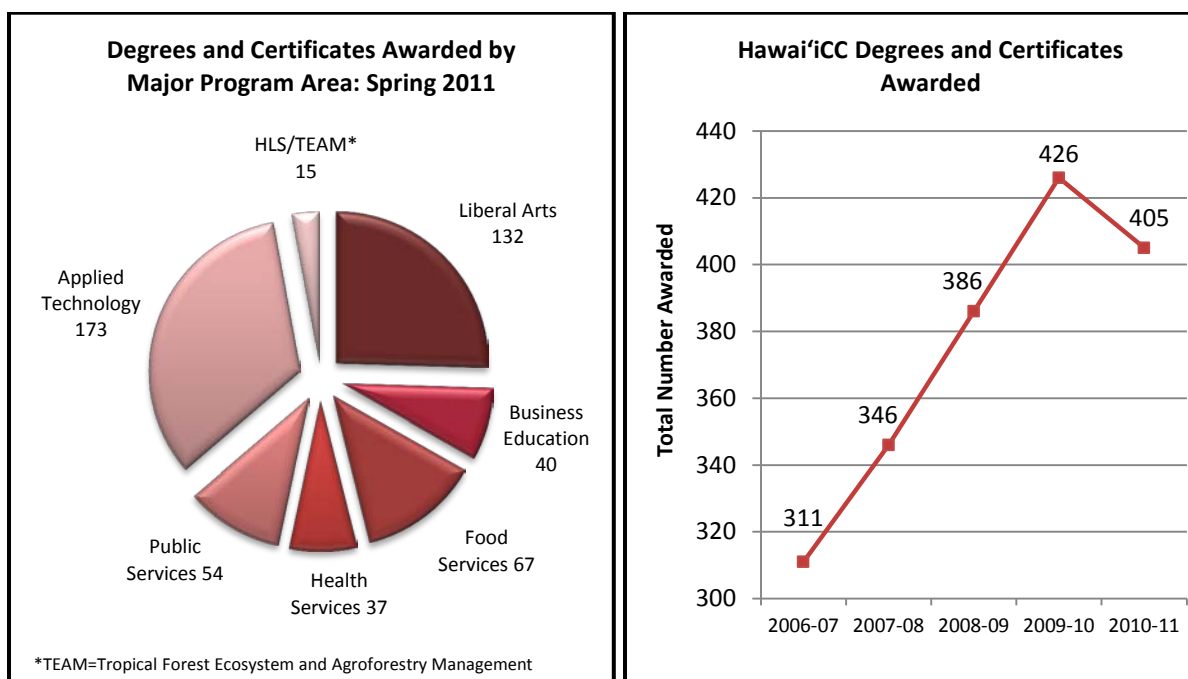 Degrees and Certificates Awarded by
Major Program Area: Spring 2011
HLS/TEAM*
15
Liberal Arts
132
Applied
Technology
173
Business
Education
40
Food
Services 67
Health
Services 37
Public
Services 54
*TEAM=Tropical Forest Ecosystem and Agroforestry Management
Hawai‘iCC Degrees and Certificates
Awarded
Total Number Awarded
440
420
400
380
360
340
320
300
311
346
386
426
405
2006-07 2007-08 2008-09 2009-10 2010-11